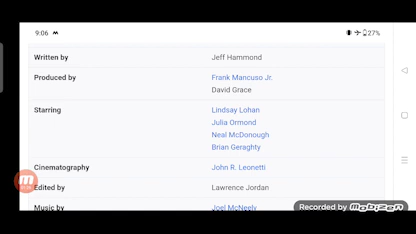 9:06 27%
Written by Jeff Hammond
Produced by Frank Mancuso Jr.
David Grace
Starring Lindsay Lohan
Julia Ormond
Neal McDonough
Brian Geraghty
Cinematography John R. Leonetti
Edited by Lawrence Jordan
Music by Joel McNeely
Recorded by Mobizen